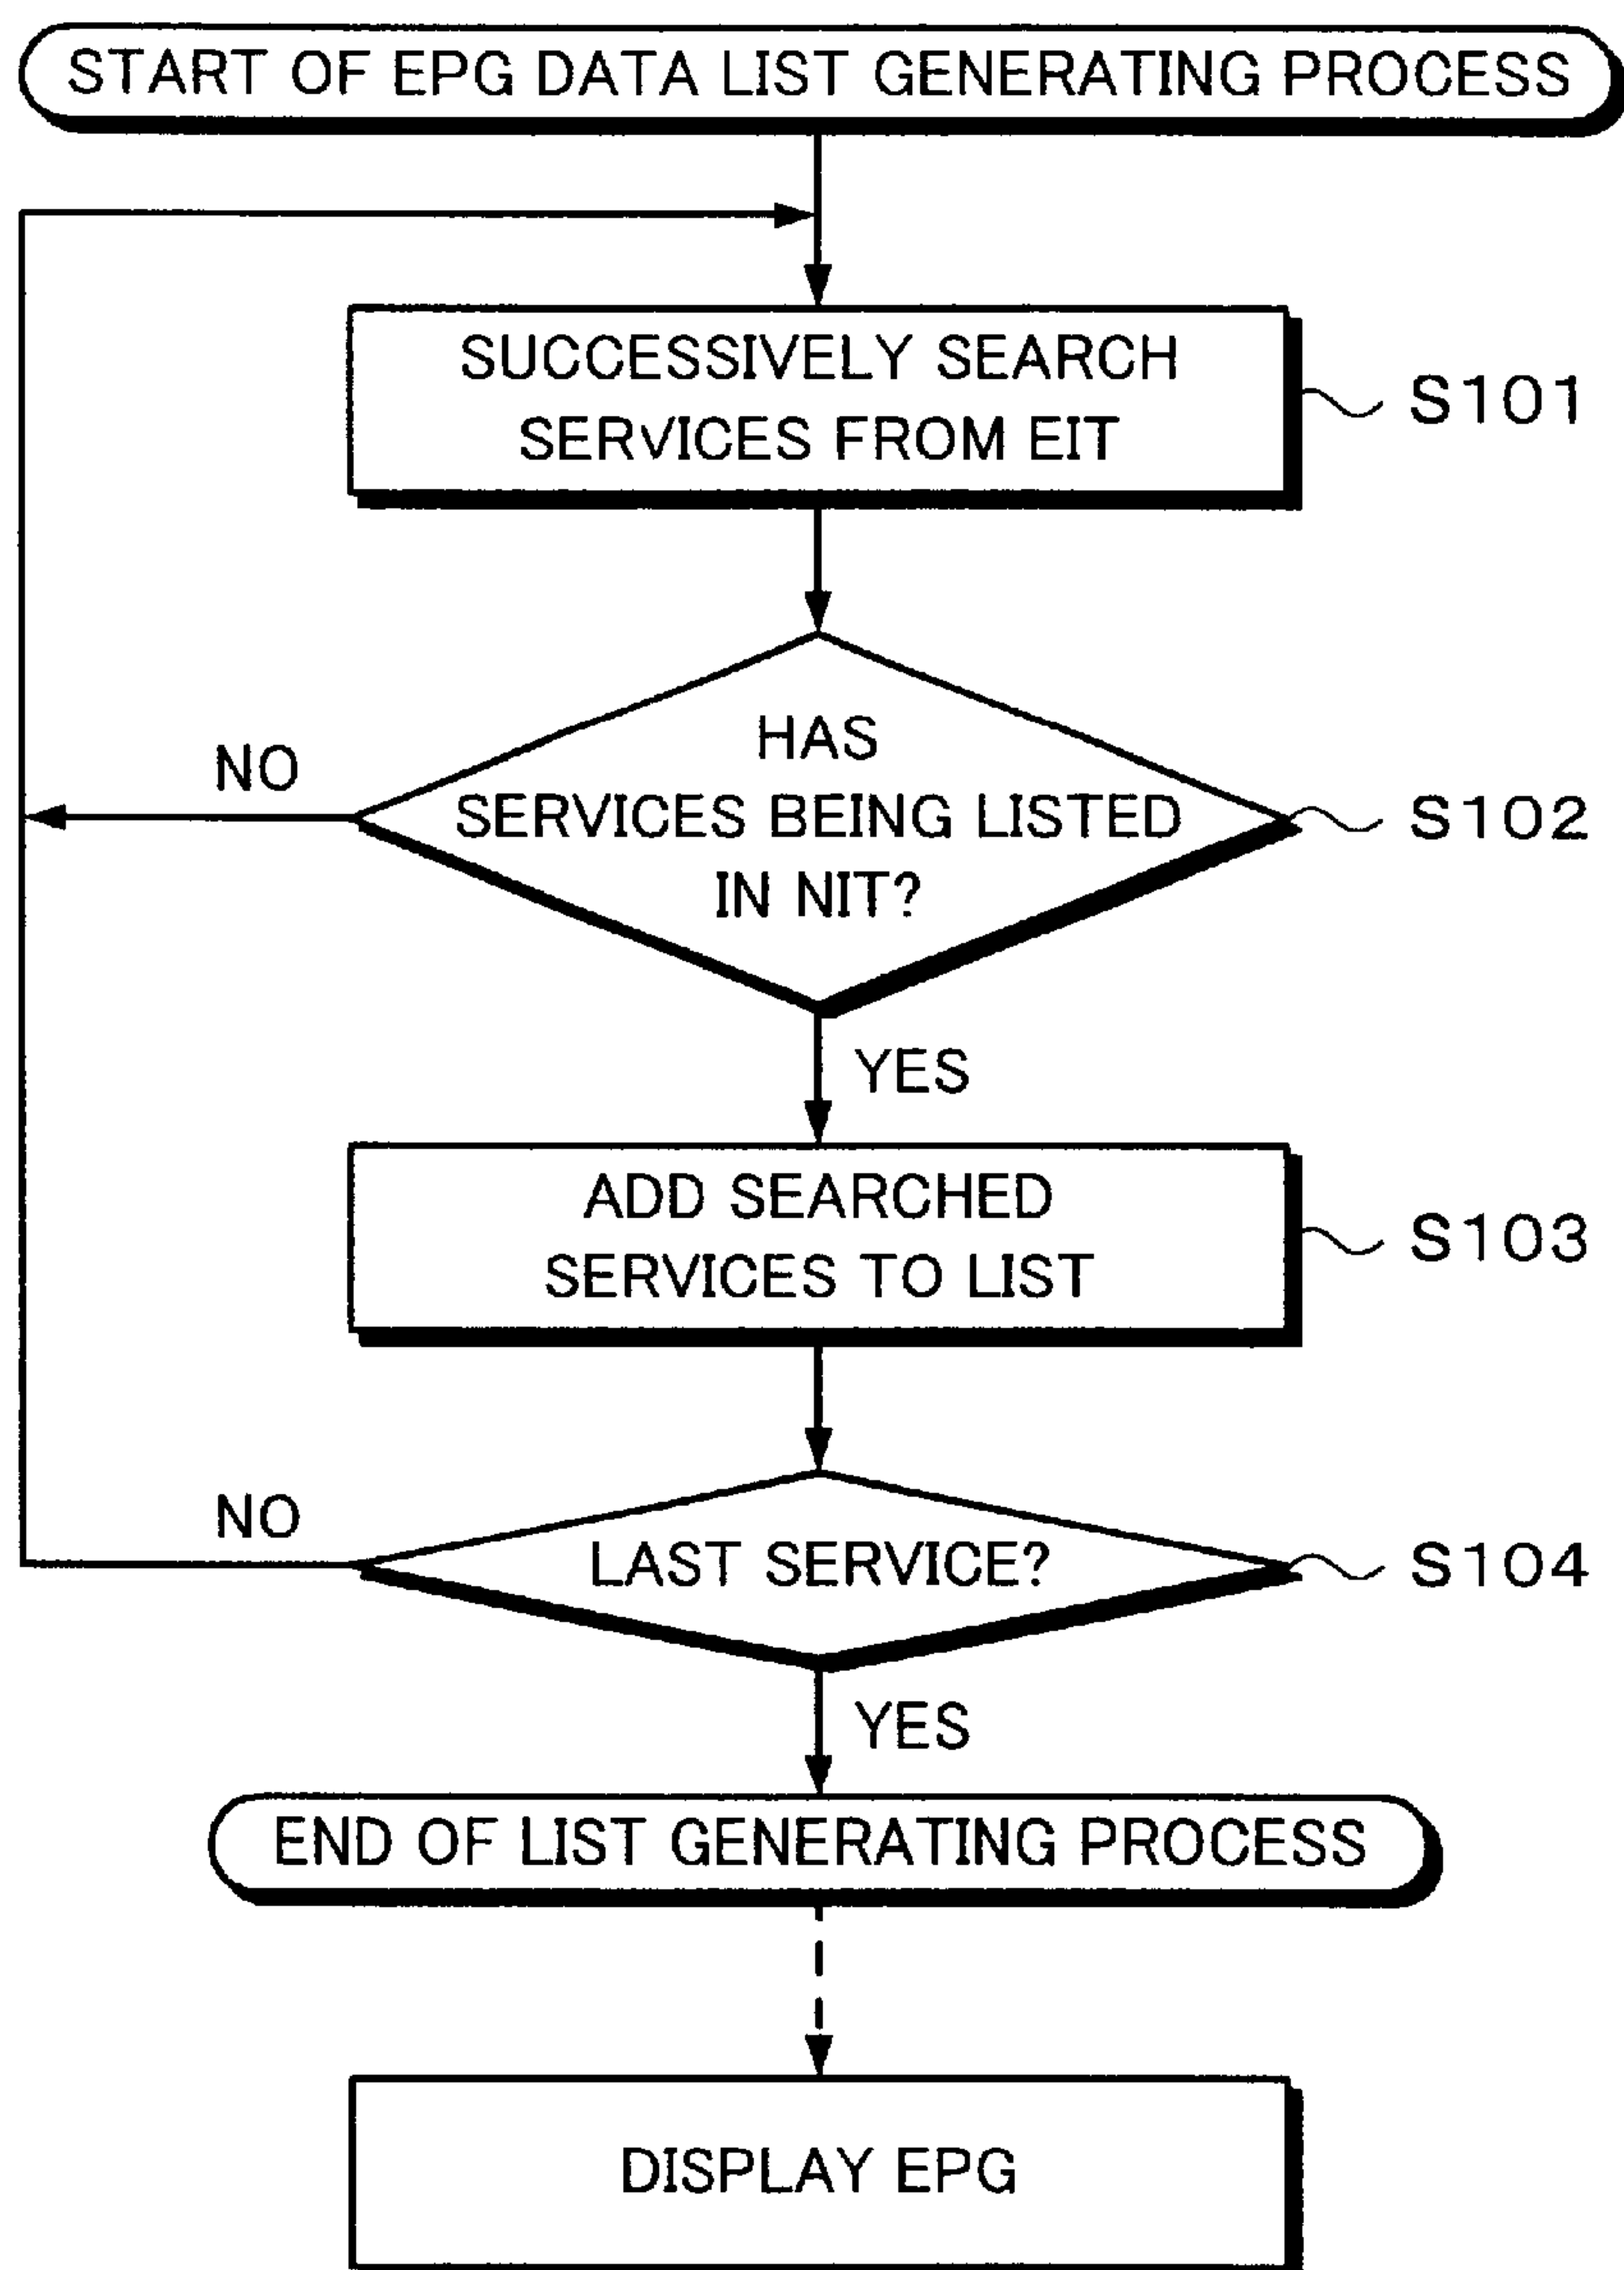 START OF EPG DATA LIST GENERATING PROCESS
SUCCESSIVELY SEARCH
SERVICES FROM EIT
S101
HAS
SERVICES BEING LISTED
IN NIT?
NO
S102
YES
ADD SEARCHED
SERVICES TO LIST
S103
LAST SERVICE?
NO
S104
YES
END OF LIST GENERATING PROCESS
DISPLAY EPG